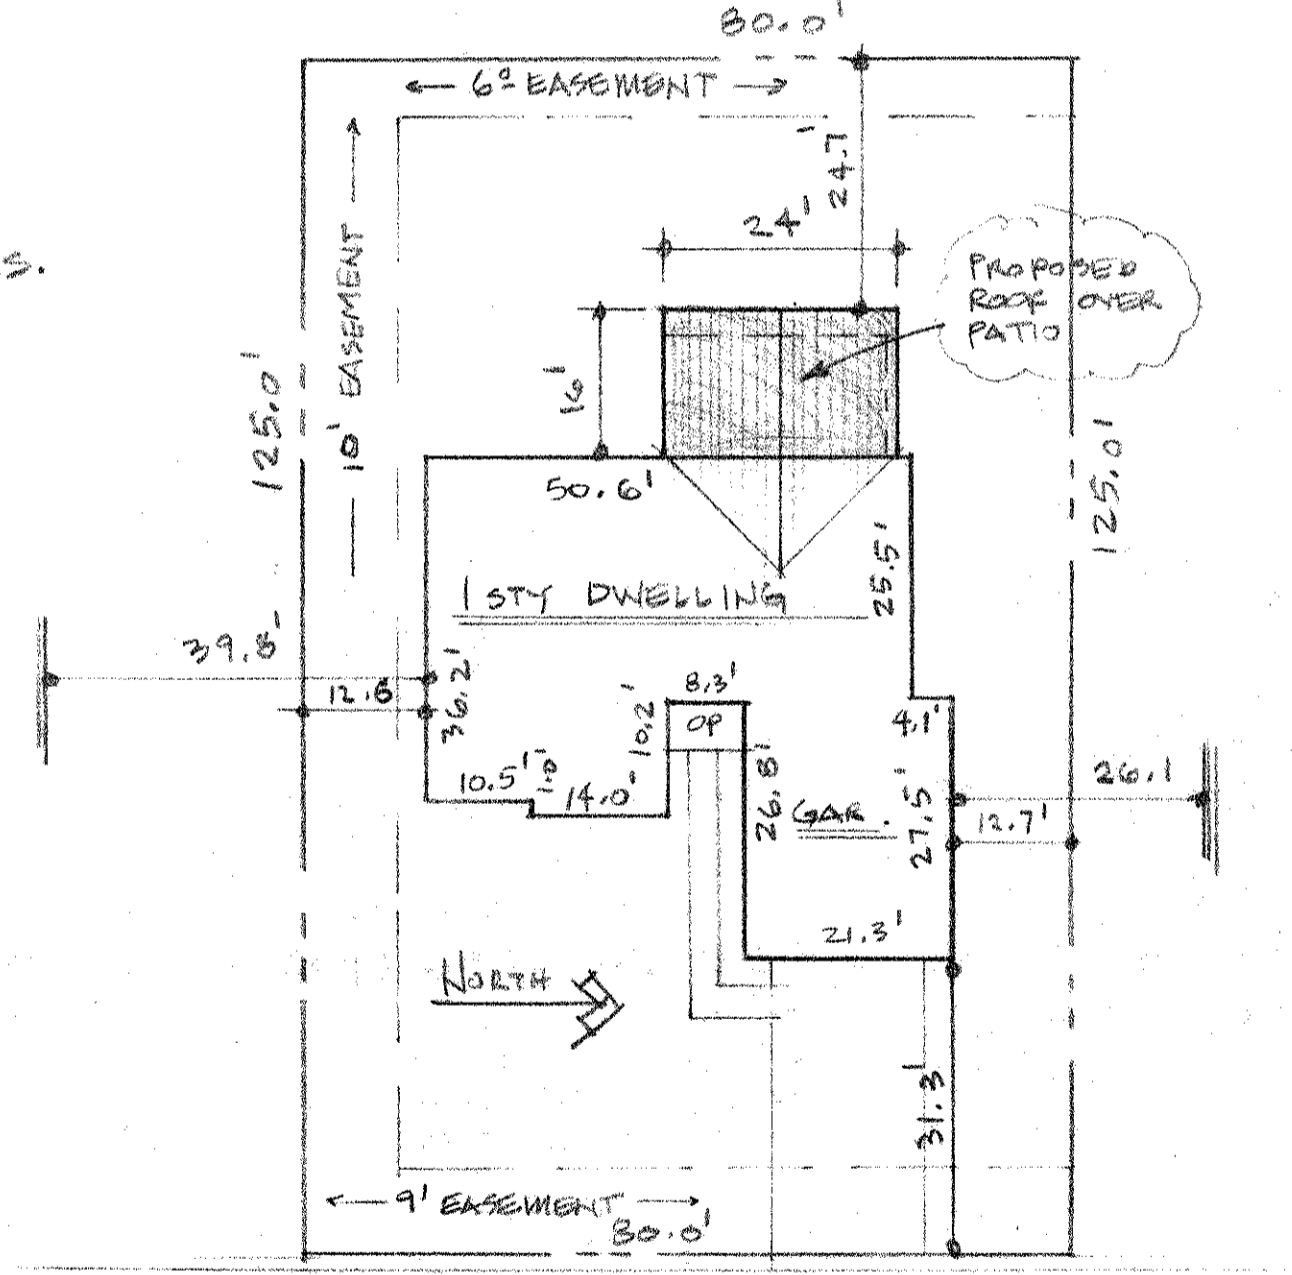 80.0'
← 6º EASEMENT →
24.7'
24'
S.
10' EASEMENT
PROPOSED
ROOF OVER
PATIO
16'
125.0'
125.0'
50.6'
25.5'
1 STY DWELLING
39.8'
12.6
36.2'
8.3'
10.2'
OP
4.1'
10.5'
1.0'
14.0'
26.8'
GAR.
27.5'
26.1
12.7'
21.3'
NORTH
31.3'
← 9' EASEMENT →
80.0'